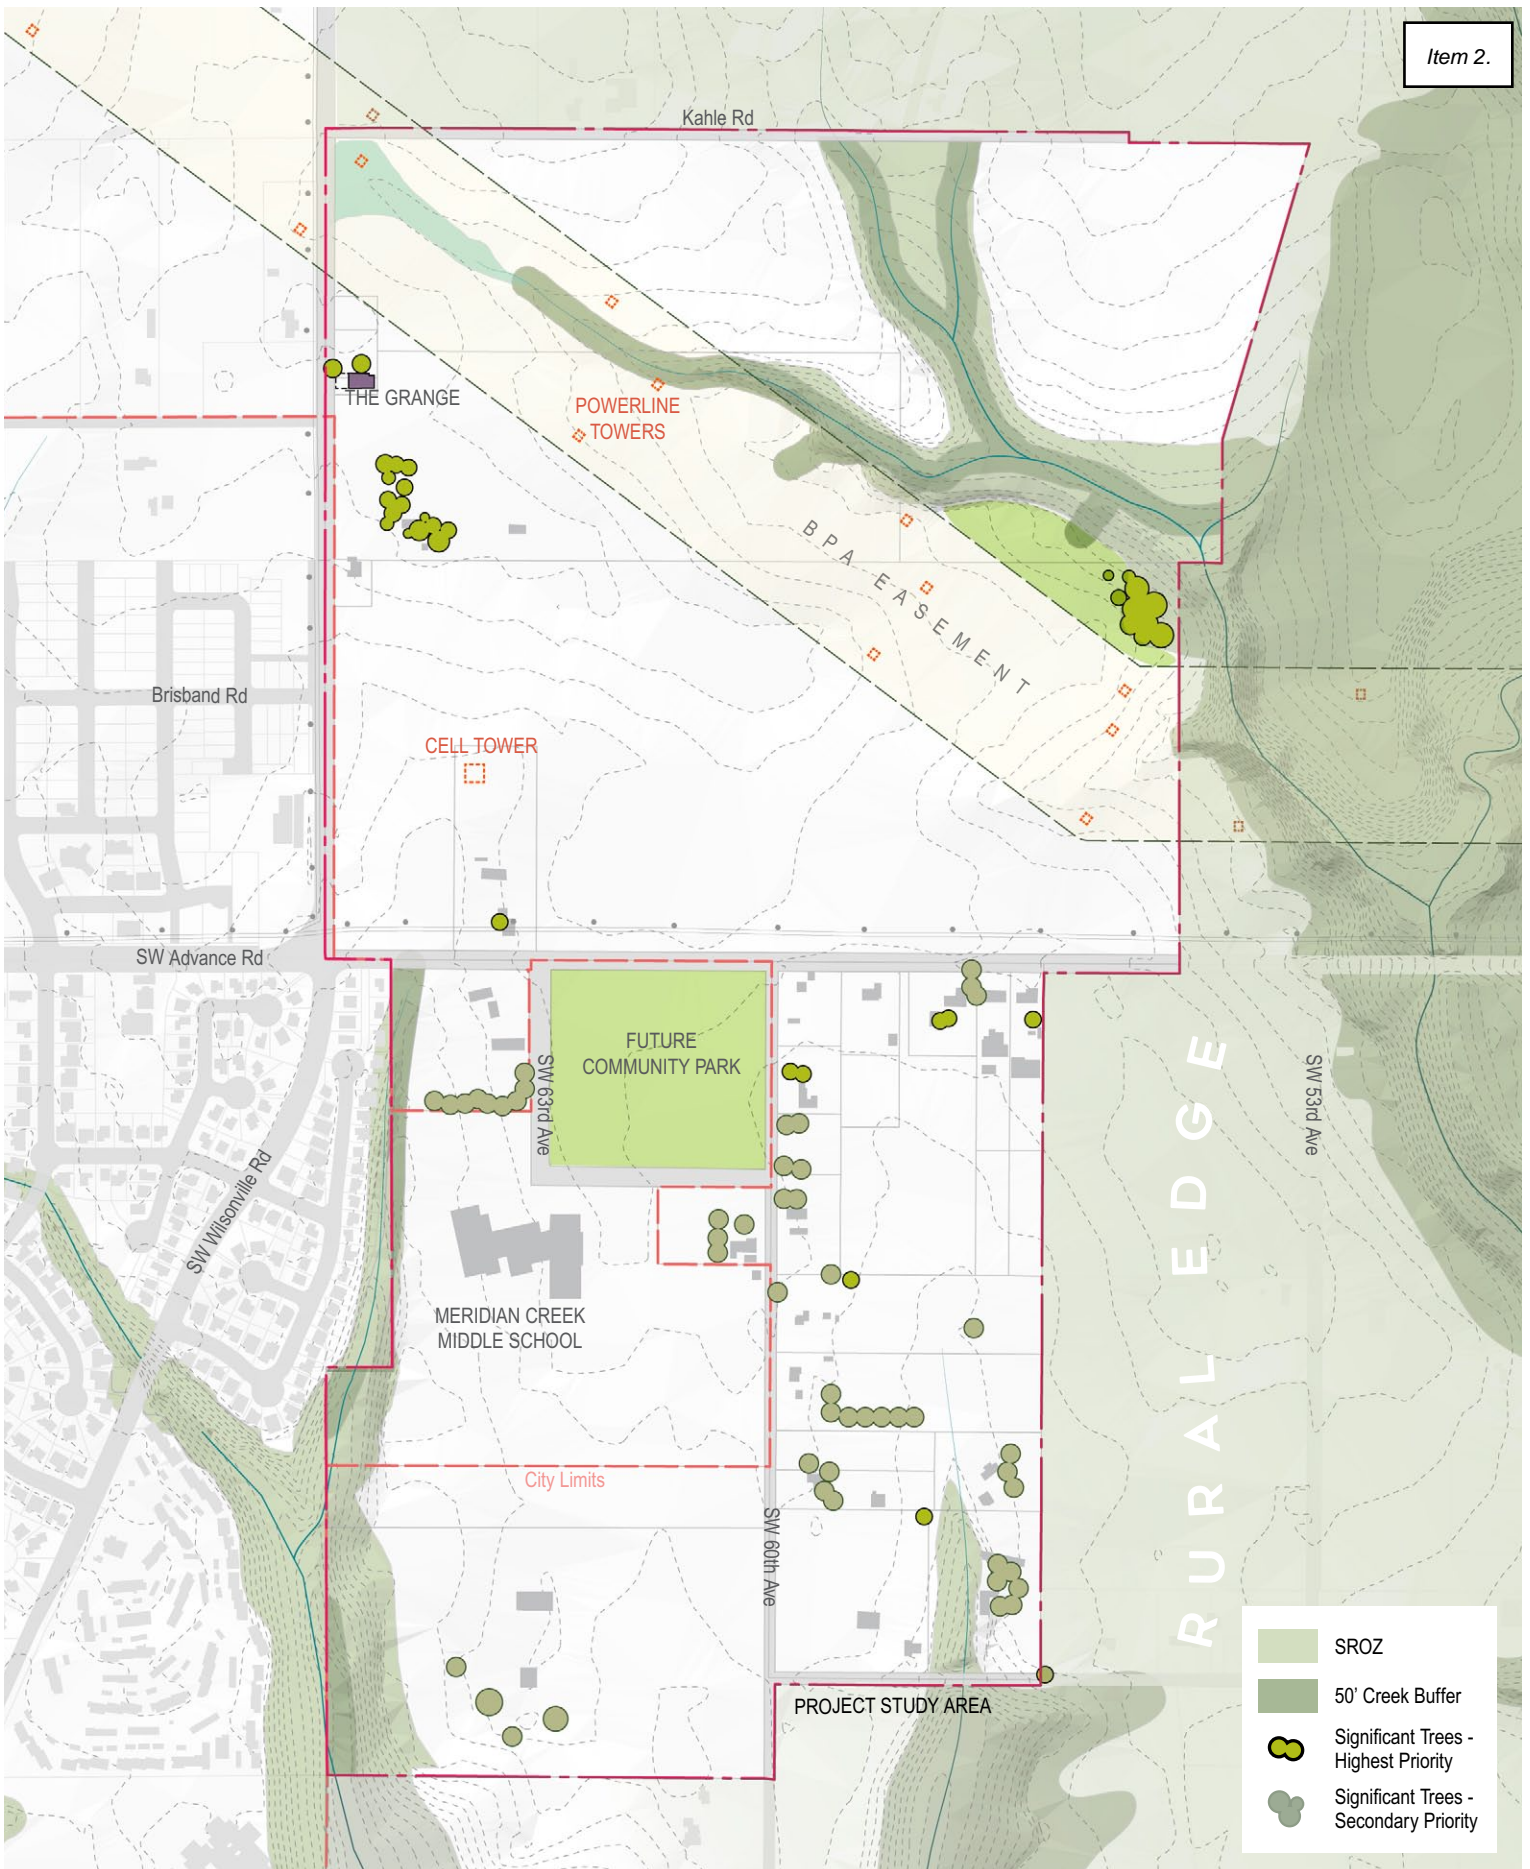 Item 2.
Kahle Rd
THE GRANGE
POWERLINE
TOWERS
BPA EASEMENT
Brisband Rd
CELL TOWER
SW Advance Rd
FUTURE
COMMUNITY PARK
SW 63rd Ave
SW 53rd Ave
RURAL EDGE
SW Wilsonville Rd
MERIDIAN CREEK
MIDDLE SCHOOL
City Limits
SW 60th Ave
PROJECT STUDY AREA
SROZ
50' Creek Buffer
Significant Trees -
Highest Priority
Significant Trees -
Secondary Priority